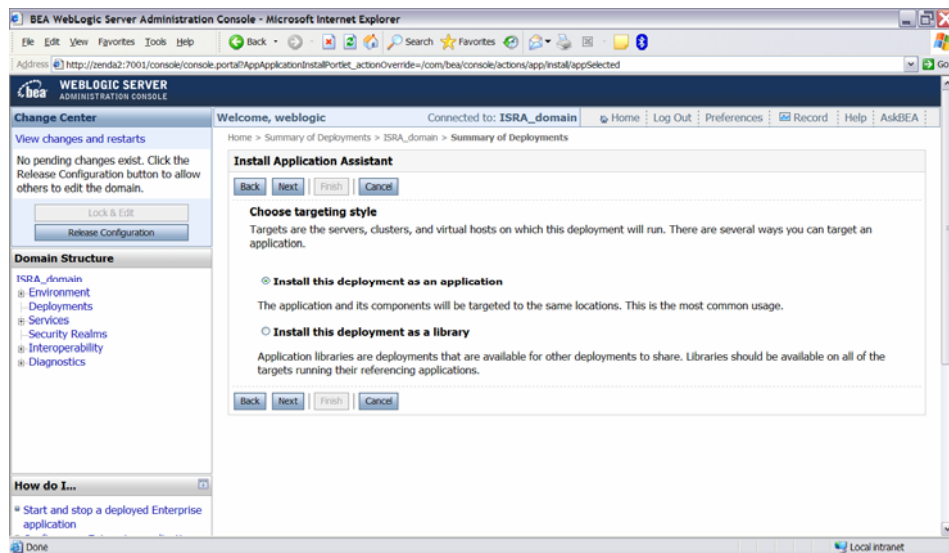 BEA WebLogic Server Administration Console - Microsoft Internet Explorer
File Edit View Favorites Tools Help
Back Search Favorites
Address http://zenda2:7001/console/console.portal?AppApplicationInstallPortlet_actionOverride=/com/bea/console/actions/app/install/appSelected Go
bea WEBLOGIC SERVER
ADMINISTRATION CONSOLE
Change Center
View changes and restarts
No pending changes exist. Click the
Release Configuration button to allow
others to edit the domain.
Lock & Edit
Release Configuration
Domain Structure
ISRA_domain
Environment
Deployments
Services
Security Realms
Interoperability
Diagnostics
How do I...
Start and stop a deployed Enterprise
application
Welcome, weblogic Connected to: ISRA_domain Home Log Out Preferences Record Help AskBEA
Home > Summary of Deployments > ISRA_domain > Summary of Deployments
Install Application Assistant
Back Next Finish Cancel
Choose targeting style
Targets are the servers, clusters, and virtual hosts on which this deployment will run. There are several ways you can target an
application.
Install this deployment as an application
The application and its components will be targeted to the same locations. This is the most common usage.
Install this deployment as a library
Application libraries are deployments that are available for other deployments to share. Libraries should be available on all of the
targets running their referencing applications.
Back Next Finish Cancel
Done Local intranet